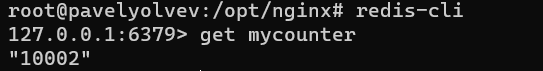 root@pavelyolvev:/opt/nginx# redis-cli
127.0.0.1:6379> get mycounter
"10002"